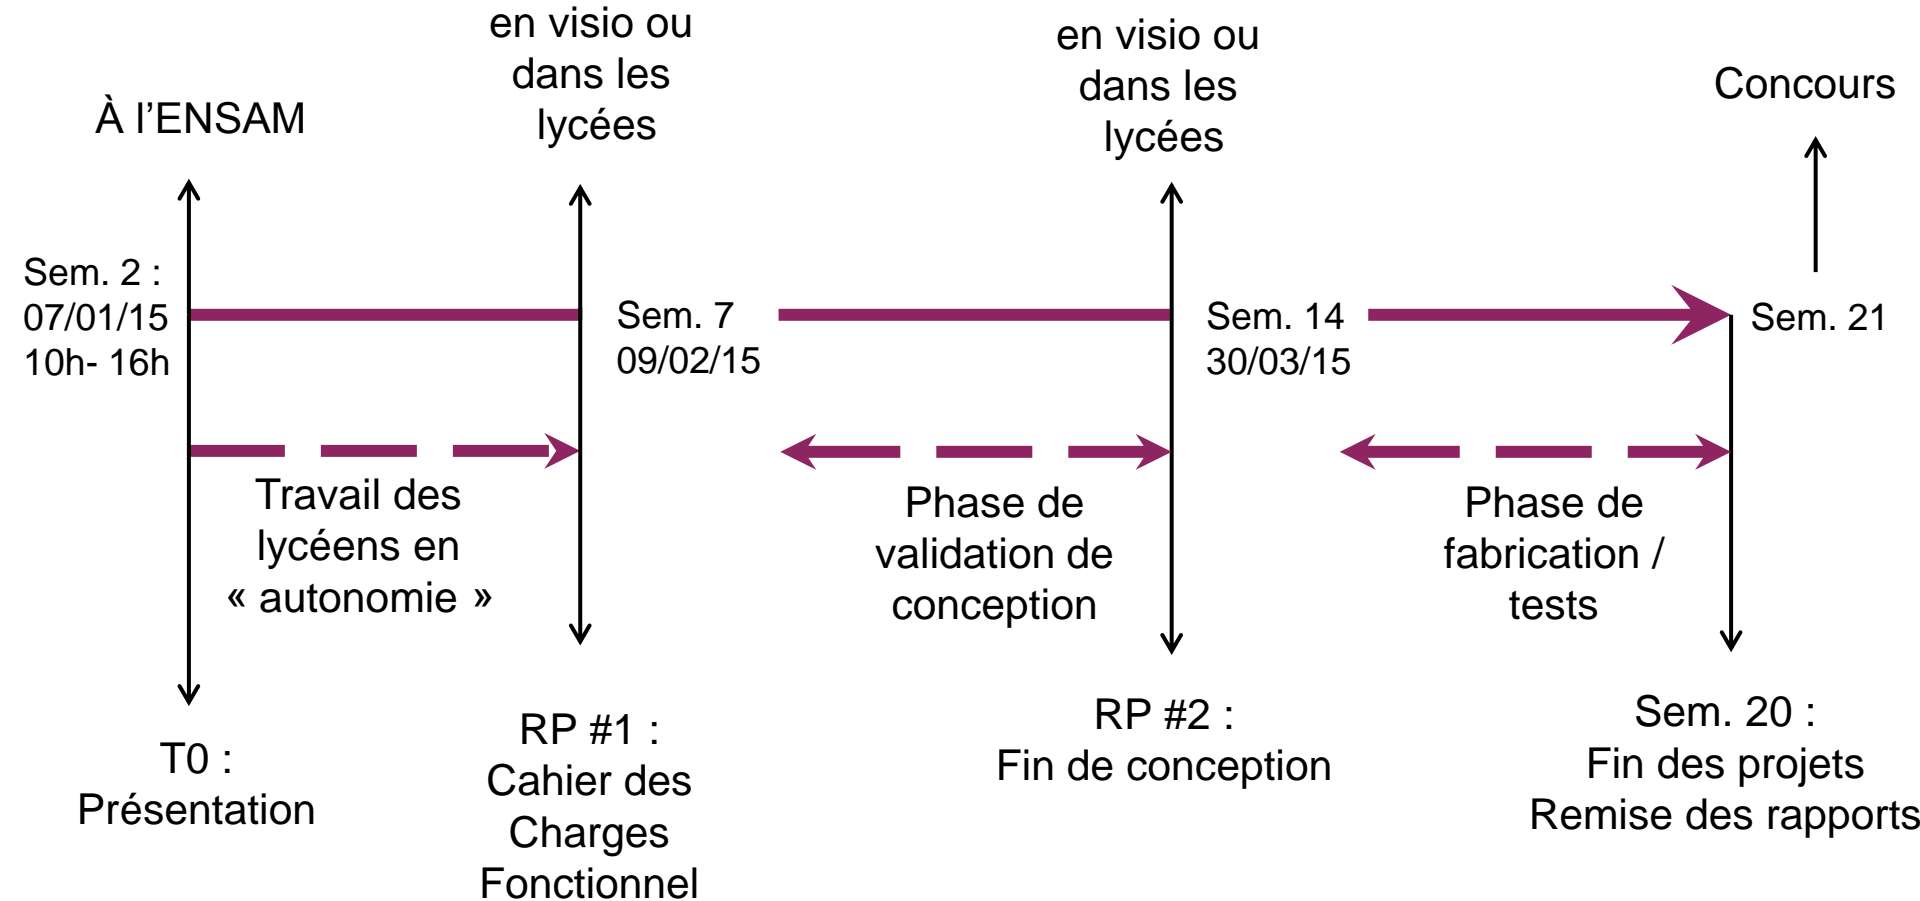 À l'ENSAM
en visio ou
dans les
lycées
en visio ou
dans les
lycées
Concours
Sem. 2 :
07/01/15
10h- 16h
Sem. 7
09/02/15
Sem. 14
30/03/15
Sem. 21
Travail des
lycéens en
« autonomie »
Phase de
validation de
conception
Phase de
fabrication /
tests
T0 :
Présentation
RP #1 :
Cahier des
Charges
Fonctionnel
RP #2 :
Fin de conception
Sem. 20 :
Fin des projets
Remise des rapports